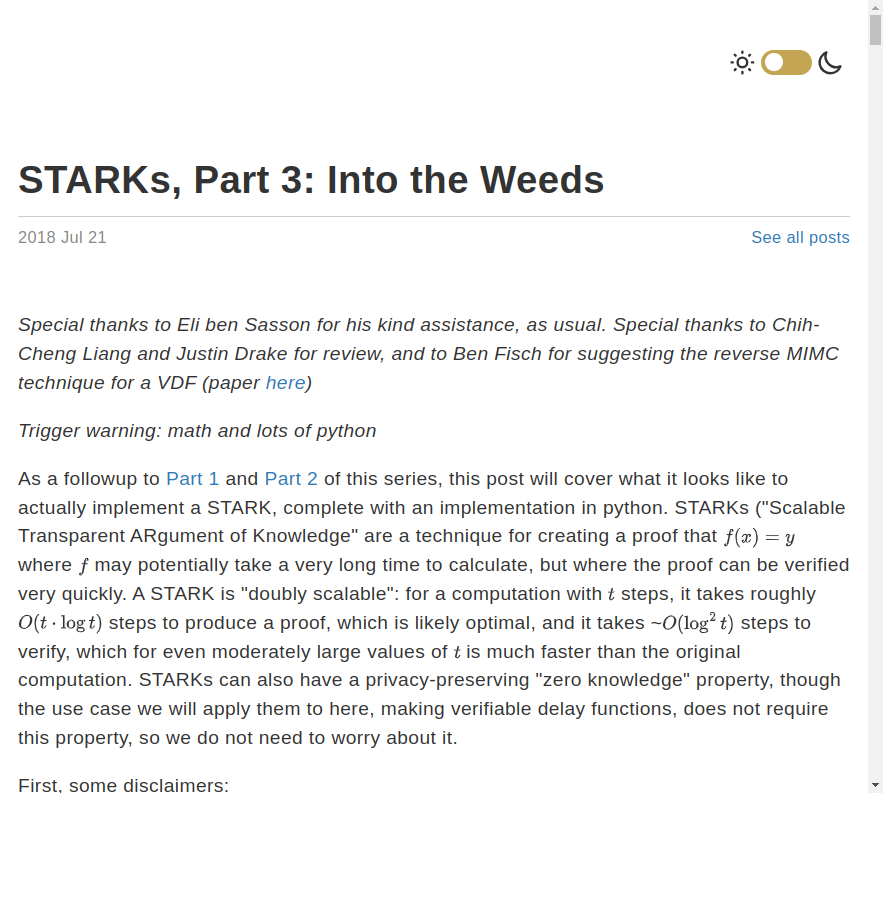 STARKs, Part 3: Into the Weeds
2018 Jul 21
See all posts
Special thanks to Eli ben Sasson for his kind assistance, as usual. Special thanks to Chih-
Cheng Liang and Justin Drake for review, and to Ben Fisch for suggesting the reverse MIMC
technique for a VDF (paper here)
Trigger warning: math and lots of python
As a followup to Part 1 and Part 2 of this series, this post will cover what it looks like to
actually implement a STARK, complete with an implementation in python. STARKs ("Scalable
Transparent ARgument of Knowledge" are a technique for creating a proof that f(x) = y
where f may potentially take a very long time to calculate, but where the proof can be verified
very quickly. A STARK is "doubly scalable": for a computation with t steps, it takes roughly
O(t · log t) steps to produce a proof, which is likely optimal, and it takes ~O(log² t) steps to
verify, which for even moderately large values of t is much faster than the original
computation. STARKs can also have a privacy-preserving "zero knowledge" property, though
the use case we will apply them to here, making verifiable delay functions, does not require
this property, so we do not need to worry about it.
First, some disclaimers: